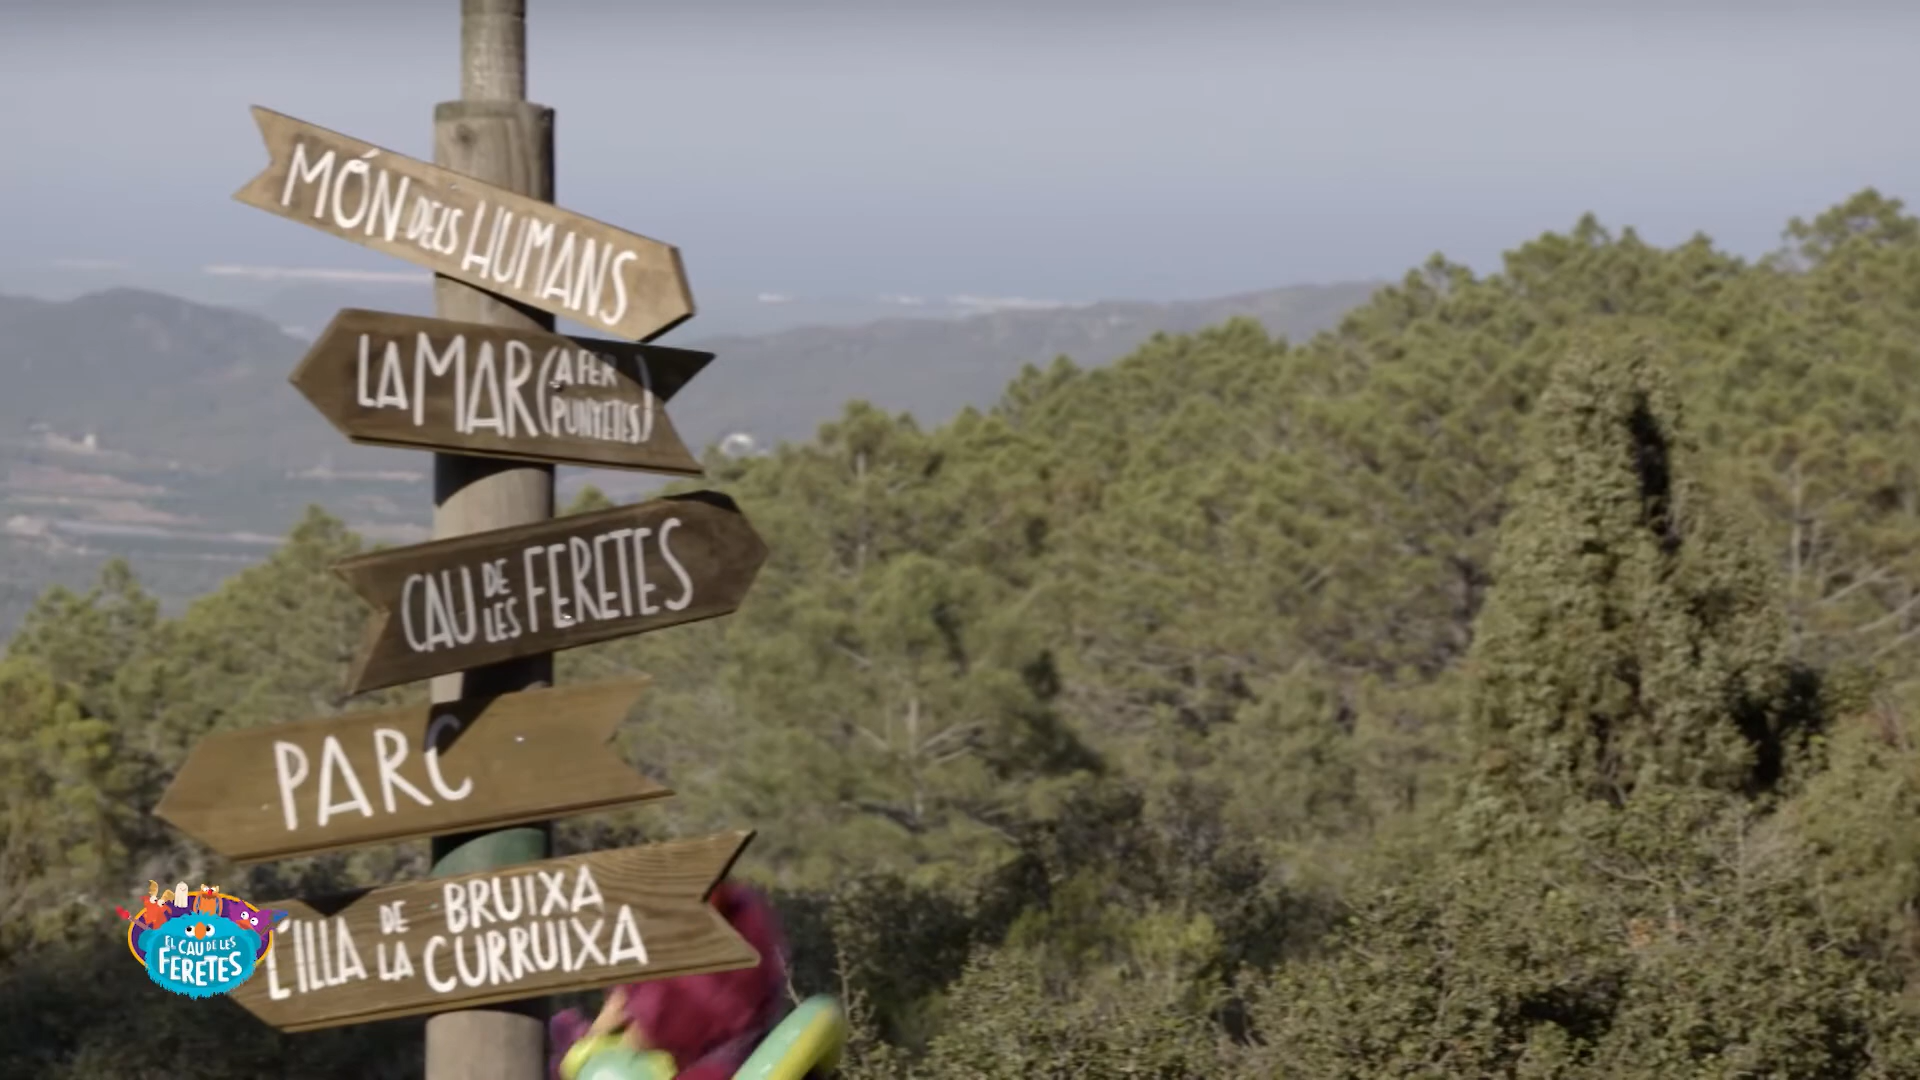 MÓN DELS HUMANS
LA MAR (A FER
PUNYETES)
CAU DE
LES FERETES
PARC
L'ILLA DE
LA BRUIXA
CURRUIXA
EL CAU DE LES
FERETES